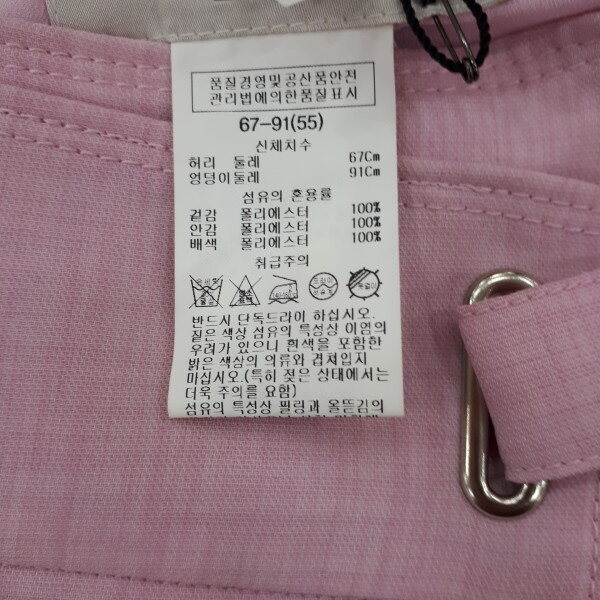 품질경영및공산품안전
관리법에의한품질표시
67-91(55)
신체치수
허리 둘레 67Cm
엉덩이둘레 91Cm
섬유의 혼용률
겉감 폴리에스터 100%
안감 폴리에스터 100%
배색 폴리에스터 100%
취급주의
반드시 단독드라이 하십시오.
짙은 색상 섬유의 특성상 이염의
우려가 있으니 흰색을 포함한
밝은 색상의 의류와 겹쳐입지
마십시오.(특히 젖은 상태에서는
더욱 주의를 요함)
섬유의 특성상 필링과 올뜯김의